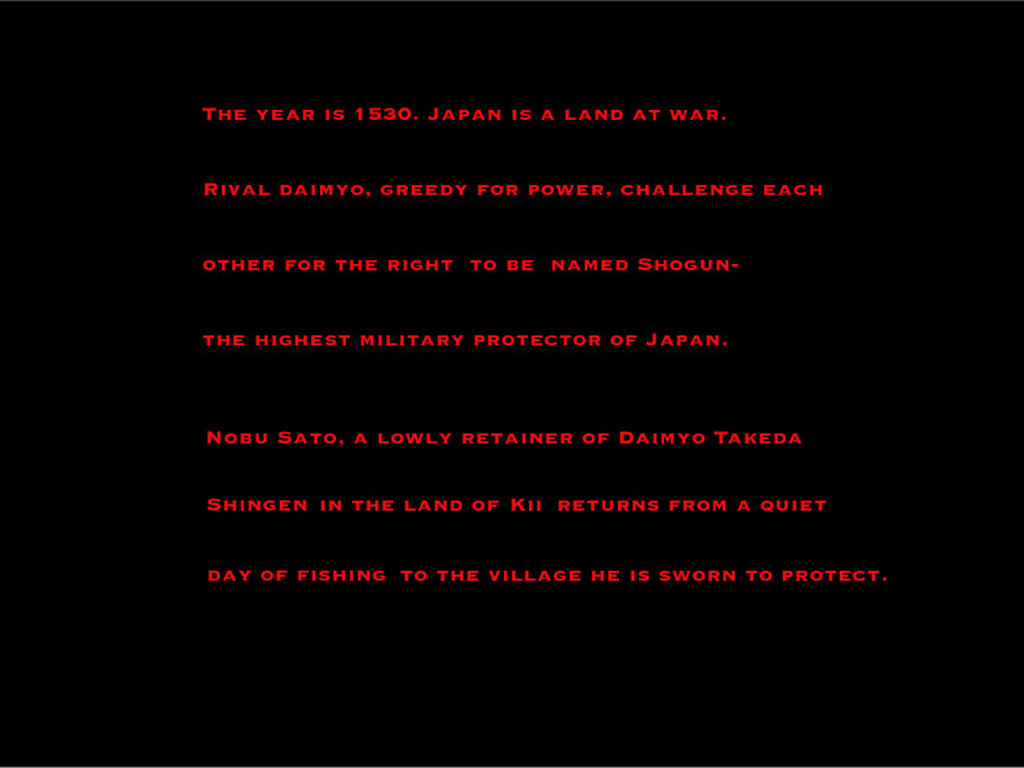 The year is 1530. Japan is a land at war.
Rival daimyo, greedy for power, challenge each
other for the right to be named Shogun-
the highest military protector of Japan.
Nobu Sato, a lowly retainer of Daimyo Takeda
Shingen in the land of Kii returns from a quiet
day of fishing to the village he is sworn to protect.